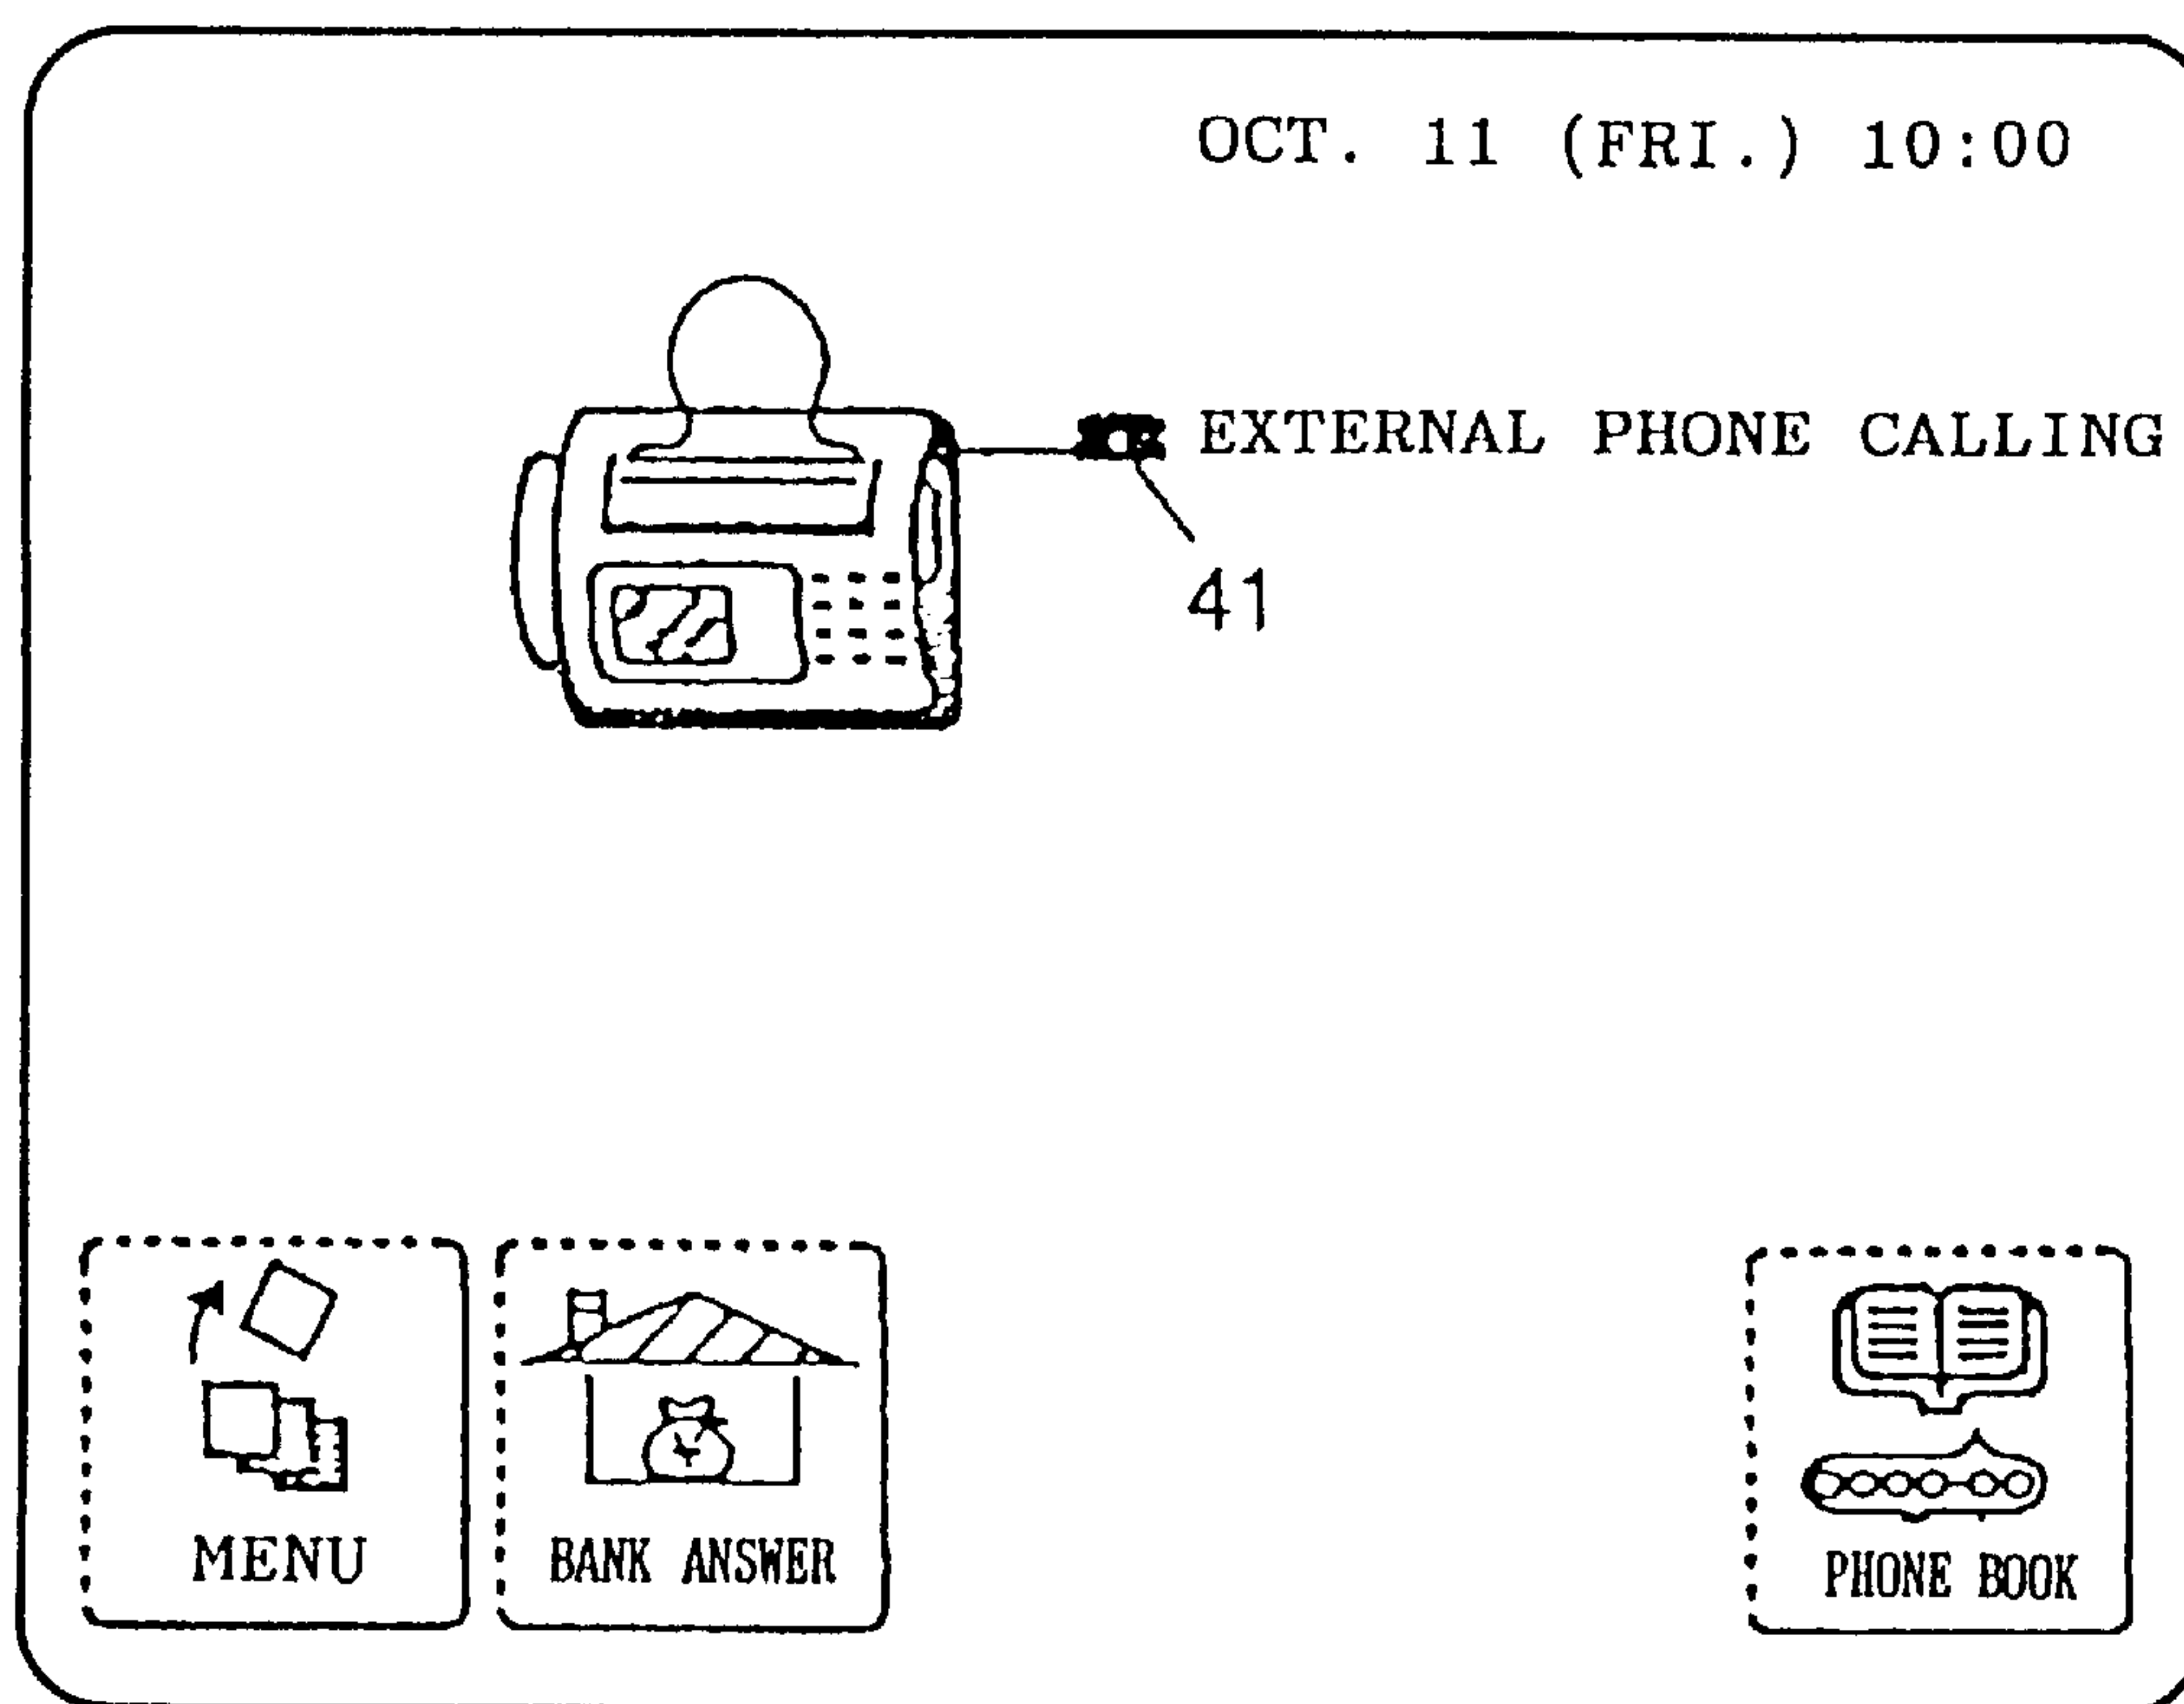 OCT. 11 (FRI.) 10:00
EXTERNAL PHONE CALLING
41
MENU
BANK ANSWER
PHONE BOOK